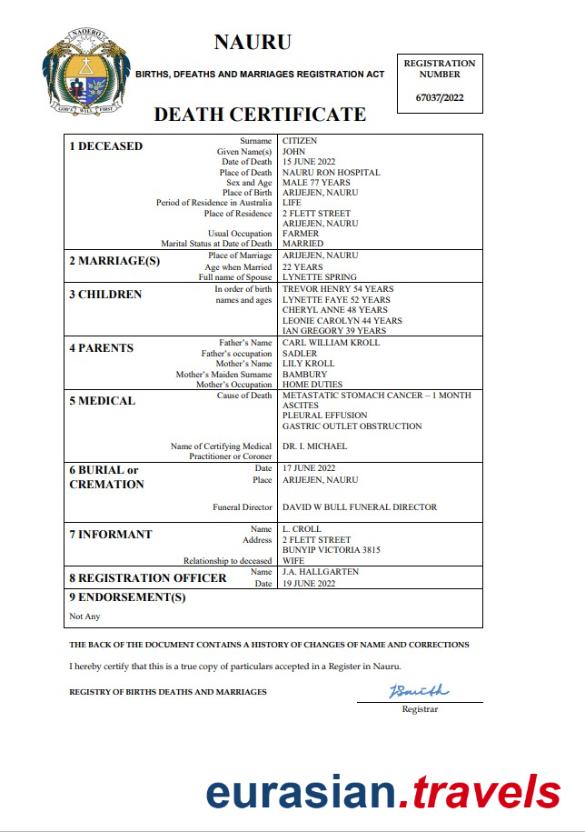 NAOERO
GOD'S WILL FIRST
NAURU
BIRTHS, DFEATHS AND MARRIAGES REGISTRATION ACT
REGISTRATION
NUMBER
67037/2022
DEATH CERTIFICATE
1 DECEASED
Surname CITIZEN
Given Name(s) JOHN
Date of Death 15 JUNE 2022
Place of Death NAURU RON HOSPITAL
Sex and Age MALE 77 YEARS
Place of Birth ARIJEJEN, NAURU
Period of Residence in Australia LIFE
Place of Residence 2 FLETT STREET
ARIJEJEN, NAURU
Usual Occupation FARMER
Marital Status at Date of Death MARRIED
2 MARRIAGE(S)
Place of Marriage ARIJEJEN, NAURU
Age when Married 22 YEARS
Full name of Spouse LYNETTE SPRING
3 CHILDREN
In order of birth TREVOR HENRY 54 YEARS
names and ages LYNETTE FAYE 52 YEARS
CHERYL ANNE 48 YEARS
LEONIE CAROLYN 44 YEARS
IAN GREGORY 39 YEARS
4 PARENTS
Father's Name CARL WILLIAM KROLL
Father's occupation SADLER
Mother's Name LILY KROLL
Mother's Maiden Surname BAMBURY
Mother's Occupation HOME DUTIES
5 MEDICAL
Cause of Death METASTATIC STOMACH CANCER – 1 MONTH
ASCITES
PLEURAL EFFUSION
GASTRIC OUTLET OBSTRUCTION
Name of Certifying Medical DR. I. MICHAEL
Practitioner or Coroner
6 BURIAL or
CREMATION
Date 17 JUNE 2022
Place ARIJEJEN, NAURU
Funeral Director DAVID W BULL FUNERAL DIRECTOR
7 INFORMANT
Name L. CROLL
Address 2 FLETT STREET
BUNYIP VICTORIA 3815
Relationship to deceased WIFE
8 REGISTRATION OFFICER
Name J.A. HALLGARTEN
Date 19 JUNE 2022
9 ENDORSEMENT(S)
Not Any
THE BACK OF THE DOCUMENT CONTAINS A HISTORY OF CHANGES OF NAME AND CORRECTIONS
I hereby certify that this is a true copy of particulars accepted in a Register in Nauru.
REGISTRY OF BIRTHS DEATHS AND MARRIAGES
Registrar
eurasian.travels